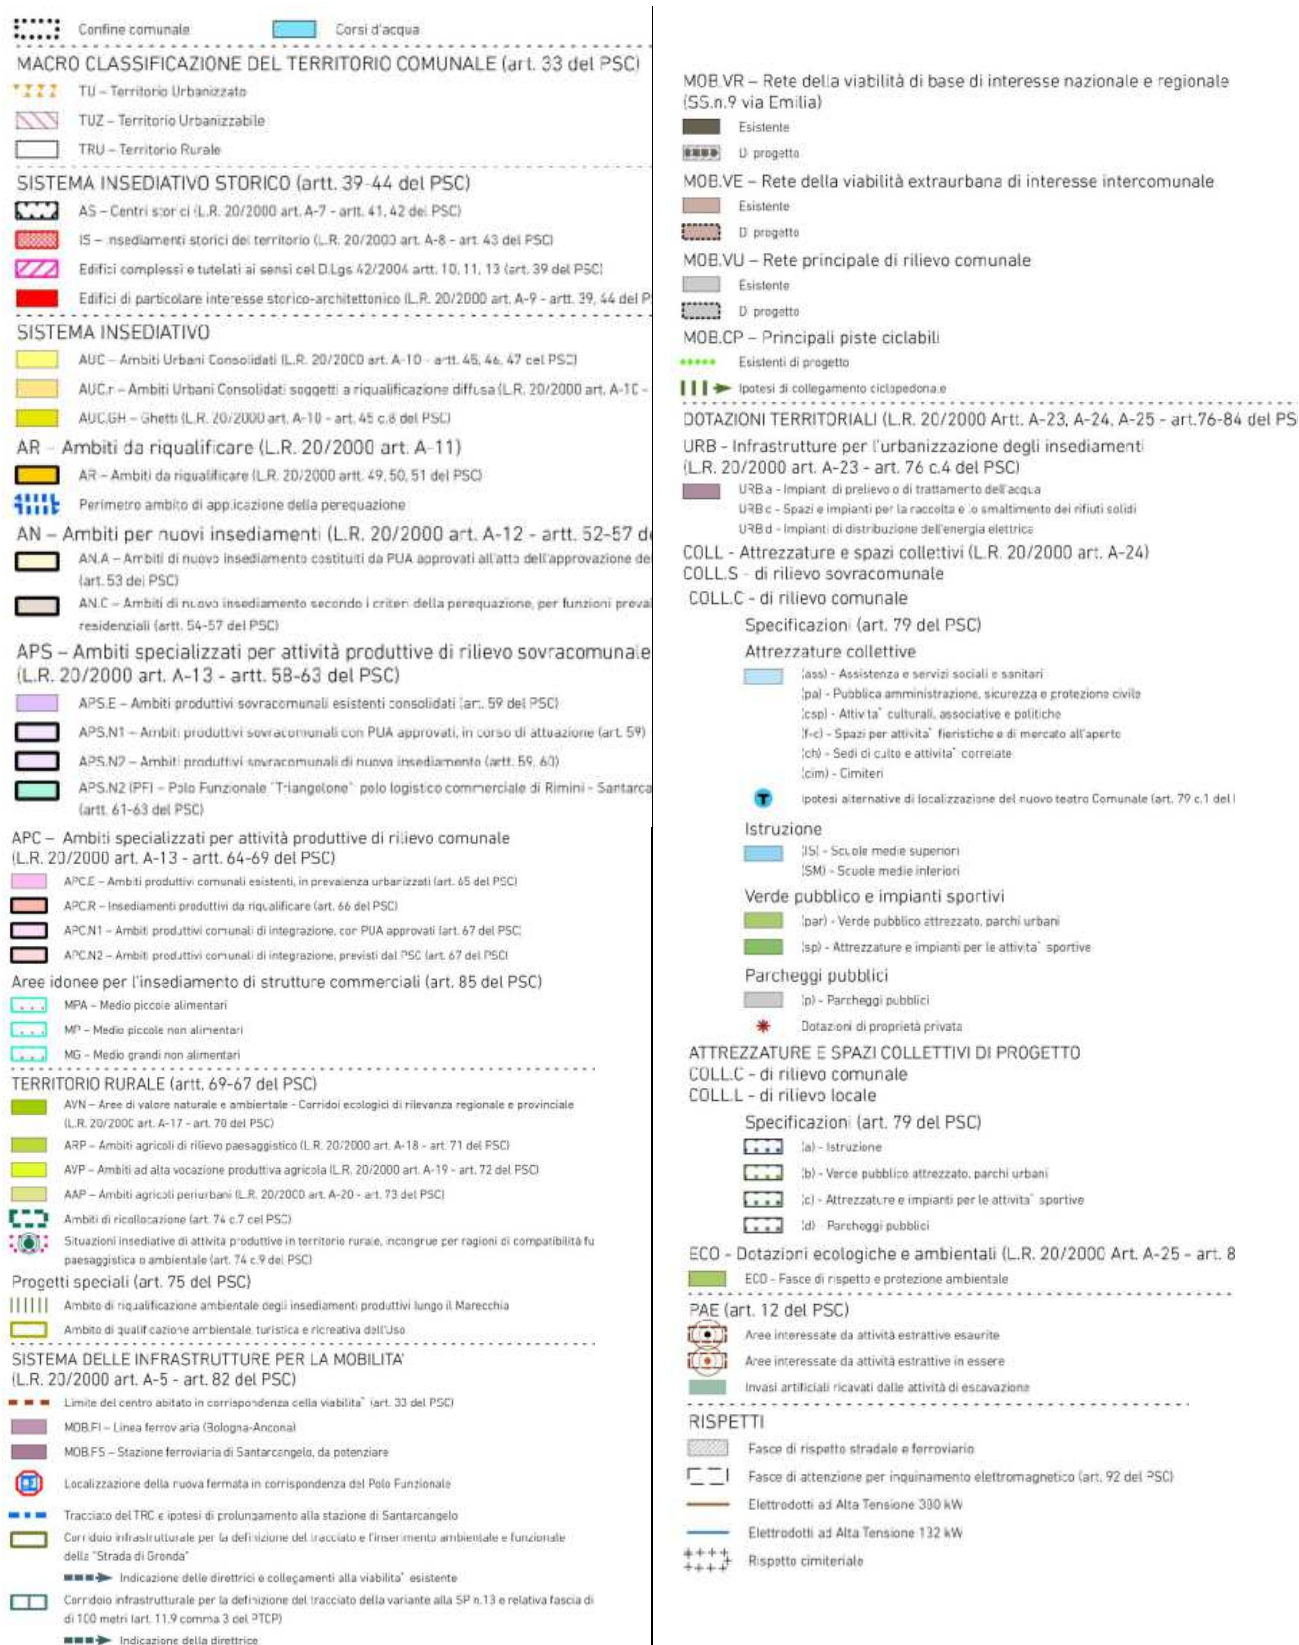 Confine comunale
Corsi d'acqua
MACRO CLASSIFICAZIONE DEL TERRITORIO COMUNALE (art. 33 del PSC)
TU – Territorio Urbanizzato
TUZ – Territorio Urbanizzabile
TRU – Territorio Rurale
SISTEMA INSEDIATIVO STORICO (artt. 39-44 del PSC)
AS – Centri storici (L.R. 20/2000 art. A-7 - artt. 41, 42 del PSC)
IS – Insediamenti storici del territorio (L.R. 20/2000 art. A-8 - art. 43 del PSC)
Edifici complessi e tutelati ai sensi del D.Lgs 42/2004 artt. 10, 11, 13 (art. 39 del PSC)
Edifici di particolare interesse storico-architettonico (L.R. 20/2000 art. A-9 - artt. 39, 44 del P
SISTEMA INSEDIATIVO
AUC – Ambiti Urbani Consolidati (L.R. 20/2000 art. A-10 - artt. 45, 46, 47 del PSC)
AUC.r – Ambiti Urbani Consolidati soggetti a riqualificazione diffusa (L.R. 20/2000 art. A-10 -
AUC.GH – Ghetti (L.R. 20/2000 art. A-10 - art. 45 c.8 del PSC)
AR – Ambiti da riqualificare (L.R. 20/2000 art. A-11)
AR – Ambiti da riqualificare (L.R. 20/2000 artt. 49, 50, 51 del PSC)
Perimetro ambito di applicazione della perequazione
AN – Ambiti per nuovi insediamenti (L.R. 20/2000 art. A-12 - artt. 52-57 de
AN.A – Ambiti di nuovo insediamento costituiti da PUA approvati all'atto dell'approvazione de
(art. 53 del PSC)
AN.C – Ambiti di nuovo insediamento secondo i criteri della perequazione, per funzioni preval
residenziali (artt. 54-57 del PSC)
APS – Ambiti specializzati per attività produttive di rilievo sovracomunale
(L.R. 20/2000 art. A-13 - artt. 58-63 del PSC)
APS.E – Ambiti produttivi sovracomunali esistenti consolidati (art. 59 del PSC)
APS.N1 – Ambiti produttivi sovracomunali con PUA approvati, in corso di attuazione (art. 59)
APS.N2 – Ambiti produttivi sovracomunali di nuovo insediamento (artt. 59, 60)
APS.N2 (PF) – Polo Funzionale "Triangolone" polo logistico commerciale di Rimini - Santarca
(artt. 61-63 del PSC)
APC – Ambiti specializzati per attività produttive di rilievo comunale
(L.R. 20/2000 art. A-13 - artt. 64-69 del PSC)
APC.E – Ambiti produttivi comunali esistenti, in prevalenza urbanizzati (art. 65 del PSC)
APC.R – Insediamenti produttivi da riqualificare (art. 66 del PSC)
APC.N1 – Ambiti produttivi comunali di integrazione, con PUA approvati (art. 67 del PSC)
APC.N2 – Ambiti produttivi comunali di integrazione, previsti dal PSC (art. 67 del PSC)
Aree idonee per l'insediamento di strutture commerciali (art. 85 del PSC)
MPA – Medio piccole alimentari
MP – Medio piccole non alimentari
MG – Medio grandi non alimentari
TERRITORIO RURALE (artt. 69-67 del PSC)
AVN – Aree di valore naturale e ambientale - Corridoi ecologici di rilevanza regionale e provinciale
(L.R. 20/2000 art. A-17 - art. 70 del PSC)
ARP – Ambiti agricoli di rilievo paesaggistico (L.R. 20/2000 art. A-18 - art. 71 del PSC)
AVP – Ambiti ad alta vocazione produttiva agricola (L.R. 20/2000 art. A-19 - art. 72 del PSC)
AAP – Ambiti agricoli periurbani (L.R. 20/2000 art. A-20 - art. 73 del PSC)
Ambiti di ricollocazione (art. 74 c.7 del PSC)
Situazioni insediative di attività produttive in territorio rurale, incongrue per ragioni di compatibilità fu
paesaggistica o ambientale (art. 74 c.9 del PSC)
Progetti speciali (art. 75 del PSC)
Ambito di riqualificazione ambientale degli insediamenti produttivi lungo il Marecchia
Ambito di qualificazione ambientale, turistica e ricreativa dell'Uso
SISTEMA DELLE INFRASTRUTTURE PER LA MOBILITA'
(L.R. 20/2000 art. A-5 - art. 82 del PSC)
Limite del centro abitato in corrispondenza della viabilita` (art. 33 del PSC)
MOB.FI – Linea ferroviaria (Bologna-Ancona)
MOB.FS – Stazione ferroviaria di Santarcangelo, da potenziare
Localizzazione della nuova fermata in corrispondenza del Polo Funzionale
Tracciato del TRC e ipotesi di prolungamento alla stazione di Santarcangelo
Corridoio infrastrutturale per la definizione del tracciato e l'inserimento ambientale e funzionale
della "Strada di Gronda"
Indicazione delle direttrici e collegamenti alla viabilita` esistente
Corridoio infrastrutturale per la definizione del tracciato della variante alla SP n.13 e relativa fascia di
di 100 metri (art. 11.9 comma 3 del PTCP)
Indicazione della direttrice
MOB.VR – Rete della viabilità di base di interesse nazionale e regionale
(SS.n.9 via Emilia)
Esistente
Di progetto
MOB.VE – Rete della viabilità extraurbana di interesse intercomunale
Esistente
Di progetto
MOB.VU – Rete principale di rilievo comunale
Esistente
Di progetto
MOB.CP – Principali piste ciclabili
Esistenti di progetto
Ipotesi di collegamento ciclopedonale
DOTAZIONI TERRITORIALI (L.R. 20/2000 Artt. A-23, A-24, A-25 - art.76-84 del PS
URB - Infrastrutture per l'urbanizzazione degli insediamenti
(L.R. 20/2000 art. A-23 - art. 76 c.4 del PSC)
URB.a - Impianti di prelievo o di trattamento dell'acqua
URB.c - Spazi e impianti per la raccolta e lo smaltimento dei rifiuti solidi
URB.d - Impianti di distribuzione dell'energia elettrica
COLL - Attrezzature e spazi collettivi (L.R. 20/2000 art. A-24)
COLL.S - di rilievo sovracomunale
COLL.C - di rilievo comunale
Specificazioni (art. 79 del PSC)
Attrezzature collettive
(ass) - Assistenza e servizi sociali e sanitari
(pa) - Pubblica amministrazione, sicurezza e protezione civile
(csp) - Attivita` culturali, associative e politiche
(f-c) - Spazi per attivita` fieristiche e di mercato all'aperto
(ch) - Sedi di culto e attivita` correlate
(cim) - Cimiteri
T
Ipotesi alternative di localizzazione del nuovo teatro Comunale (art. 79 c.1 del
Istruzione
(IS) - Scuole medie superiori
(SM) - Scuole medie inferiori
Verde pubblico e impianti sportivi
(par) - Verde pubblico attrezzato, parchi urbani
(sp) - Attrezzature e impianti per le attivita` sportive
Parcheggi pubblici
(p) - Parcheggi pubblici
Dotazioni di proprietà privata
ATTREZZATURE E SPAZI COLLETTIVI DI PROGETTO
COLL.C - di rilievo comunale
COLL.L - di rilievo locale
Specificazioni (art. 79 del PSC)
(a) - Istruzione
(b) - Verde pubblico attrezzato, parchi urbani
(c) - Attrezzature e impianti per le attivita` sportive
(d) - Parcheggi pubblici
ECO - Dotazioni ecologiche e ambientali (L.R. 20/2000 Art. A-25 - art. 8
ECO - Fasce di rispetto e protezione ambientale
PAE (art. 12 del PSC)
Aree interessate da attività estrattive esaurite
Aree interessate da attività estrattive in essere
Invasi artificiali ricavati dalle attività di escavazione
RISPETTI
Fasce di rispetto stradale e ferroviario
Fasce di attenzione per inquinamento elettromagnetico (art. 92 del PSC)
Elettrodotti ad Alta Tensione 380 kW
Elettrodotti ad Alta Tensione 132 kW
Rispetto cimiteriale